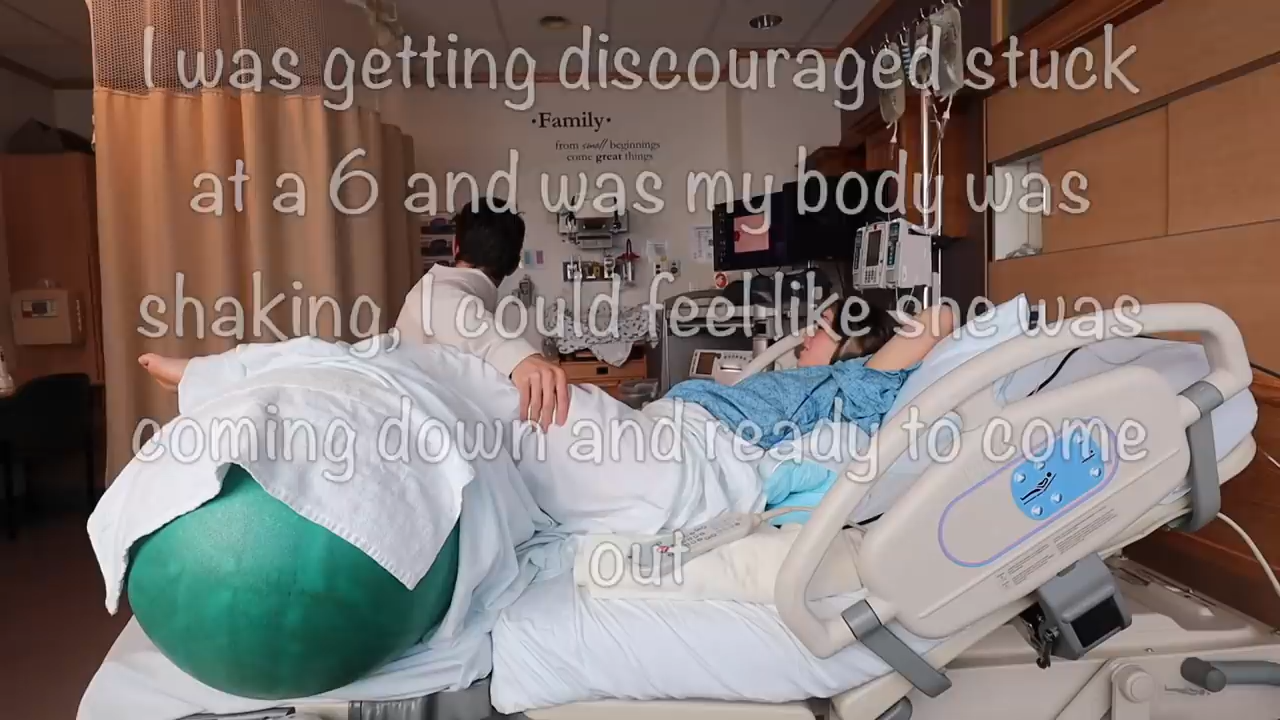 I was getting discouraged stuck
·Family·
from small beginnings
come great things
at a 6 and was my body was
shaking, I could feel like she was
coming down and ready to come
out